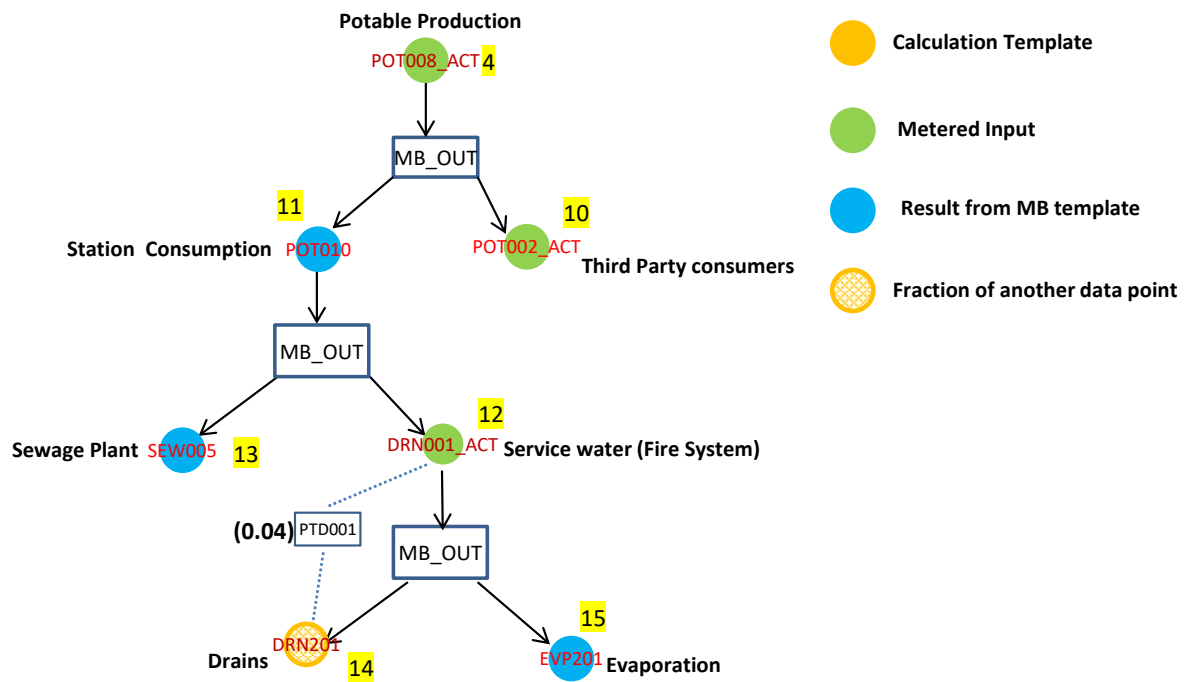 Potable Production
POT008_ACT 4
MB_OUT
11
10
Station Consumption POT010
POT002_ACT
Third Party consumers
MB_OUT
12
Sewage Plant SEW005 13
DRN001_ACT Service water (Fire System)
(0.04) PTD001
MB_OUT
15
DRN201
Drains 14
EVP201 Evaporation
Calculation Template
Metered Input
Result from MB template
Fraction of another data point